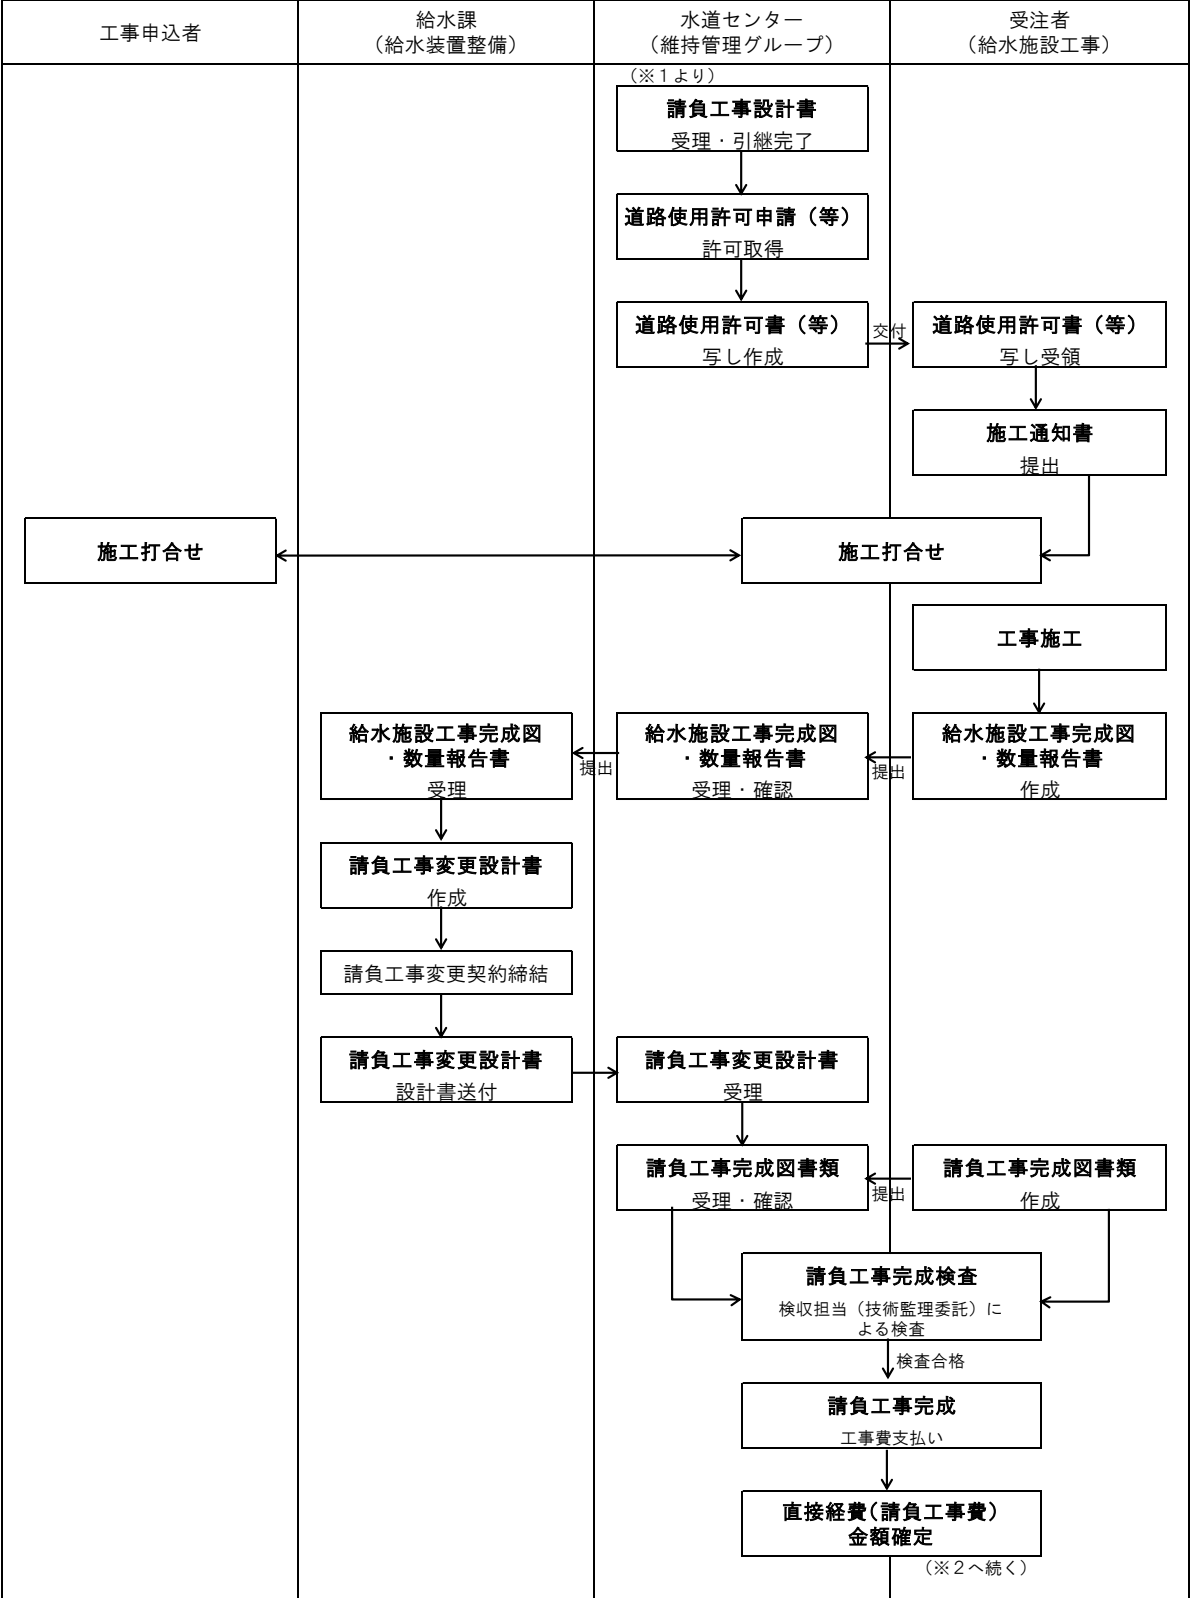 工事申込者
給水課
（給水装置整備）
水道センター
（維持管理グループ）
受注者
（給水施設工事）
（※１より）
請負工事設計書
受理・引継完了
道路使用許可申請（等）
許可取得
道路使用許可書（等）
写し作成
交付
道路使用許可書（等）
写し受領
施工通知書
提出
施工打合せ
施工打合せ
工事施工
給水施設工事完成図
・数量報告書
受理
提出
給水施設工事完成図
・数量報告書
受理・確認
提出
給水施設工事完成図
・数量報告書
作成
請負工事変更設計書
作成
請負工事変更契約締結
請負工事変更設計書
設計書送付
請負工事変更設計書
受理
請負工事完成図書類
受理・確認
提出
請負工事完成図書類
作成
請負工事完成検査
検収担当（技術監理委託）に
よる検査
検査合格
請負工事完成
工事費支払い
直接経費（請負工事費）
金額確定
（※２へ続く）